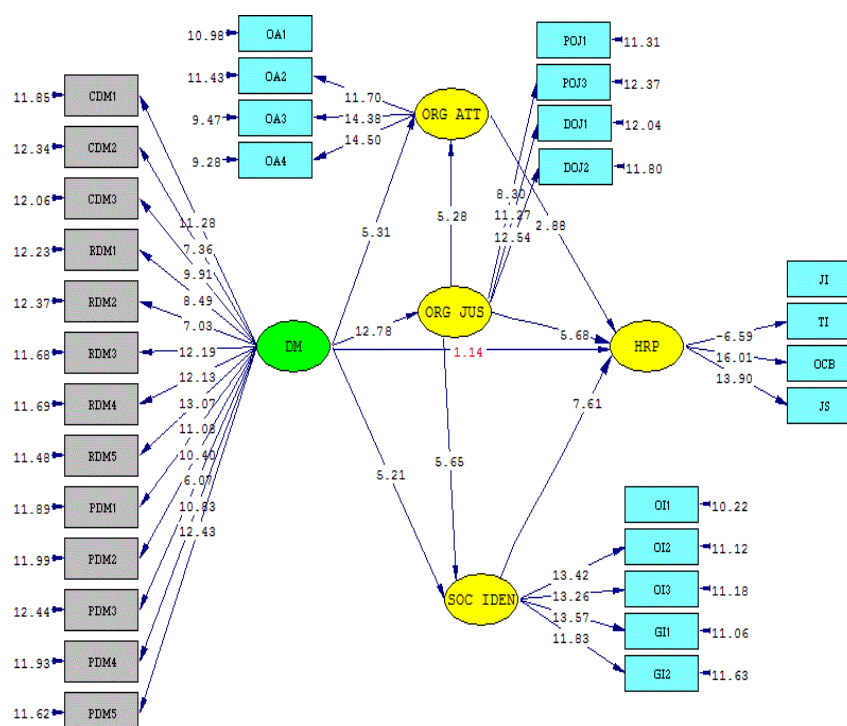 10.98 OA1
11.43 OA2
9.47 OA3
9.28 OA4
11.70
14.38
14.50
ORG ATT
POJ1 11.31
POJ3 12.37
DOJ1 12.04
DOJ2 11.80
8.30
11.27
12.54
2.88
11.85 CDM1
12.34 CDM2
12.06 CDM3
12.23 RDM1
12.37 RDM2
11.68 RDM3
11.69 RDM4
11.48 RDM5
11.89 PDM1
11.99 PDM2
12.44 PDM3
11.93 PDM4
11.62 PDM5
11.28
7.36
9.91
8.49
7.03
12.19
12.13
13.07
11.08
10.40
6.07
10.83
12.43
DM
5.31
5.28
12.78
ORG JUS
5.68
1.14
HRP
5.21
5.65
7.61
JI
TI
OCB
JS
-6.59
16.01
13.90
SOC IDEN
13.42
13.26
13.57
11.83
OI1 10.22
OI2 11.12
OI3 11.18
GI1 11.06
GI2 11.63